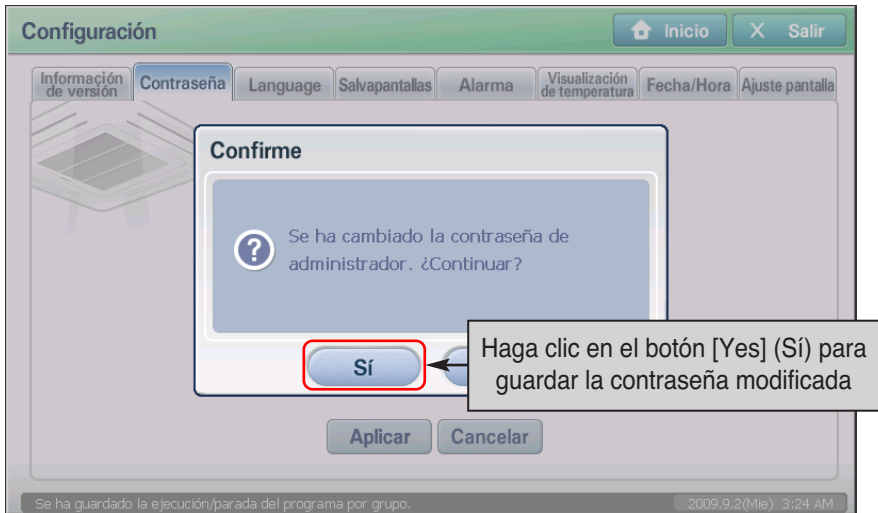 Configuración
Inicio
X Salir
Información
de versión
Contraseña
Language
Salvapantallas
Alarma
Visualización
de temperatura
Fecha/Hora
Ajuste pantalla
Confirme
?
Se ha cambiado la contraseña de
administrador. ¿Continuar?
Sí
Haga clic en el botón [Yes] (Sí) para
guardar la contraseña modificada
Aplicar
Cancelar
Se ha guardado la ejecución/parada del programa por grupo.
2009.9.2(Mie) 3:24 AM